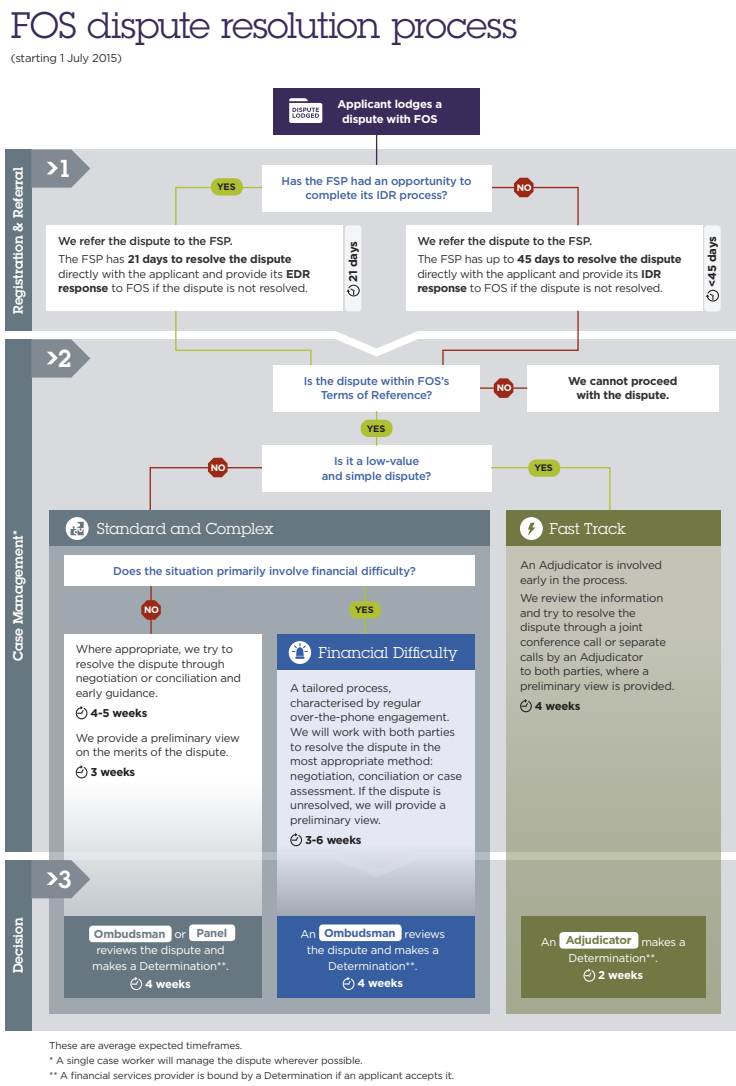 FOS dispute resolution process
(starting 1 July 2015)
DISPUTE
LODGED
Applicant lodges a
dispute with FOS
>1
Registration & Referral
Has the FSP had an opportunity to
complete its IDR process?
YES
NO
We refer the dispute to the FSP.
The FSP has 21 days to resolve the dispute
directly with the applicant and provide its EDR
response to FOS if the dispute is not resolved.
21 days
We refer the dispute to the FSP.
The FSP has up to 45 days to resolve the dispute
directly with the applicant and provide its IDR
response to FOS if the dispute is not resolved.
<45 days
>2
Case Management*
Is the dispute within FOS's
Terms of Reference?
NO
We cannot proceed
with the dispute.
YES
Is it a low-value
and simple dispute?
NO
YES
Standard and Complex
Does the situation primarily involve financial difficulty?
NO
YES
Where appropriate, we try to
resolve the dispute through
negotiation or conciliation and
early guidance.
4-5 weeks
We provide a preliminary view
on the merits of the dispute.
3 weeks
Financial Difficulty
A tailored process,
characterised by regular
over-the-phone engagement.
We will work with both parties
to resolve the dispute in the
most appropriate method:
negotiation, conciliation or case
assessment. If the dispute is
unresolved, we will provide a
preliminary view.
3-6 weeks
Fast Track
An Adjudicator is involved
early in the process.
We review the information
and try to resolve the
dispute through a joint
conference call or separate
calls by an Adjudicator
to both parties, where a
preliminary view is provided.
4 weeks
>3
Decision
Ombudsman or Panel
reviews the dispute and
makes a Determination**.
4 weeks
An Ombudsman reviews
the dispute and makes a
Determination**.
4 weeks
An Adjudicator makes a
Determination**.
2 weeks
These are average expected timeframes.
* A single case worker will manage the dispute wherever possible.
** A financial services provider is bound by a Determination if an applicant accepts it.